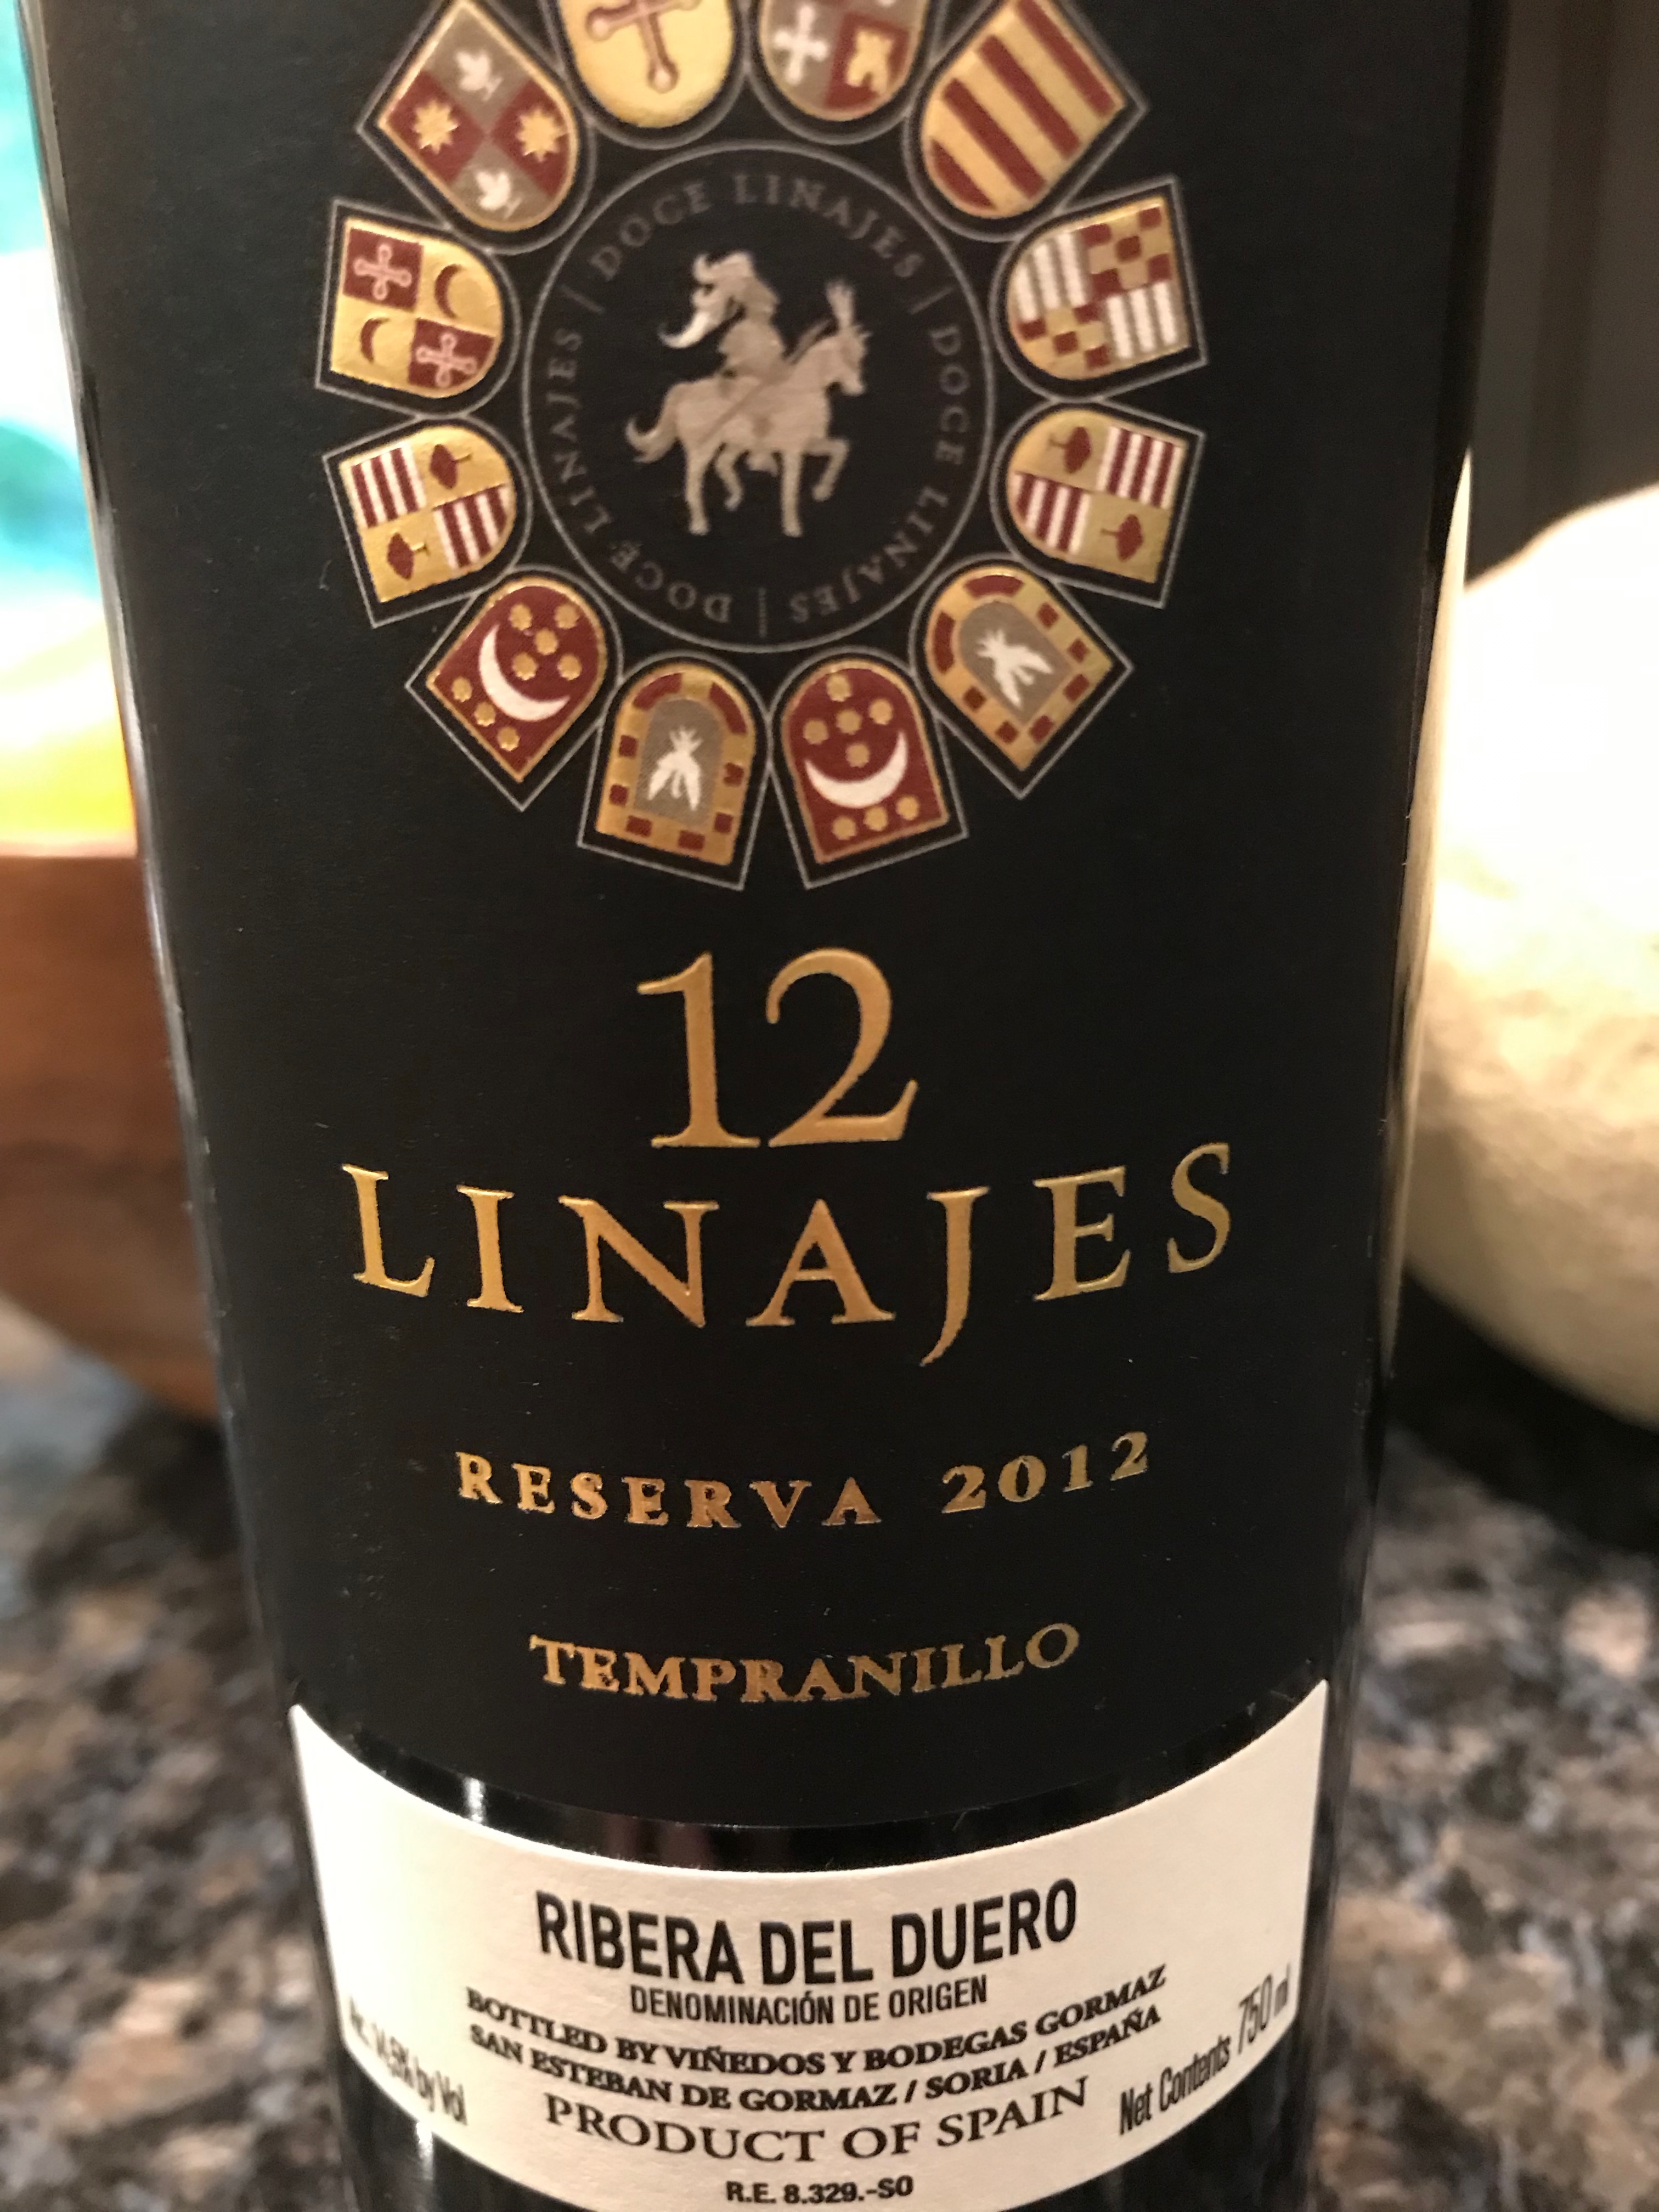 DOCE LINAJES | DOCE LINAJES | DOCE LINAJES | DOCE LINAJES
12
LINAJES
RESERVA 2012
TEMPRANILLO
RIBERA DEL DUERO
DENOMINACIÓN DE ORIGEN
BOTTLED BY VIÑEDOS Y BODEGAS GORMAZ
SAN ESTEBAN DE GORMAZ / SORIA / ESPAÑA
PRODUCT OF SPAIN
by Vol
Net Contents 750 ml
R.E. 8.329.-SO